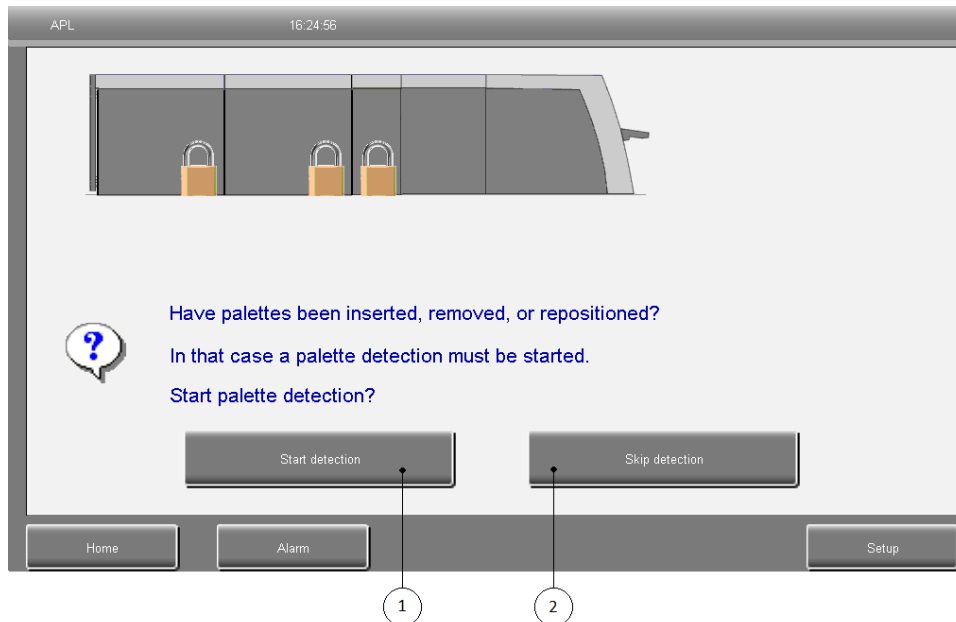 APL 16:24:56
?
Have palettes been inserted, removed, or repositioned?
In that case a palette detection must be started.
Start palette detection?
Start detection Skip detection
Home Alarm Setup
1 2